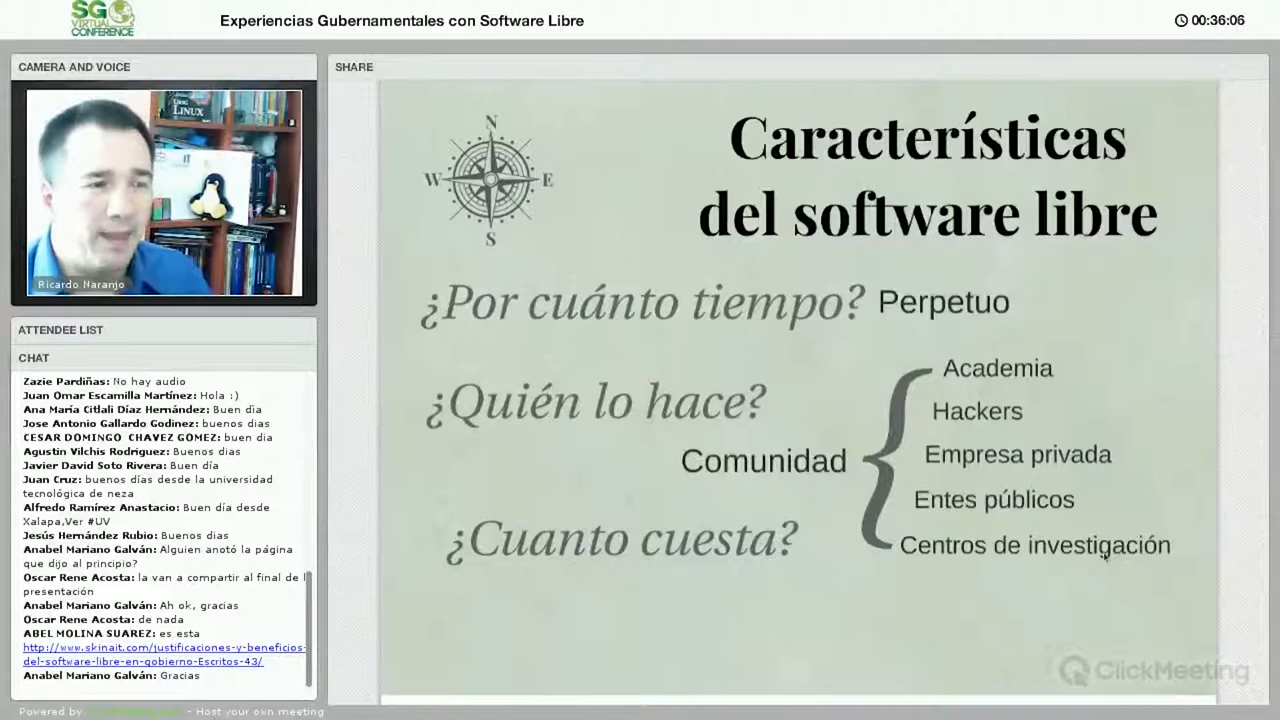 SG
VIRTUAL
CONFERENCE
Experiencias Gubernamentales con Software Libre
00:36:06
CAMERA AND VOICE
LINUX
Ricardo Naranjo
ATTENDEE LIST
CHAT
Zazie Pardiñas: No hay audio
Juan Omar Escamilla Martínez: Hola :)
Ana María Citlali Díaz Hernández: Buen dia
Jose Antonio Gallardo Godinez: buenos dias
CESAR DOMINGO CHAVEZ GOMEZ: buen dia
Agustin Vilchis Rodriguez: Buenos dias
Javier David Soto Rivera: Buen día
Juan Cruz: buenos días desde la universidad
tecnológica de neza
Alfredo Ramírez Anastacio: Buen día desde
Xalapa,Ver #UV
Jesús Hernández Rubio: Buenos dias
Anabel Mariano Galván: Alguien anotó la página
que dijo al principio?
Oscar Rene Acosta: la van a compartir al final de l
presentación
Anabel Mariano Galván: Ah ok, gracias
Oscar Rene Acosta: de nada
ABEL MOLINA SUAREZ: es esta
http://www.skinait.com/justificaciones-y-beneficios-
del-software-libre-en-gobierno-Escritos-43/
Anabel Mariano Galván: Gracias
Powered by ClickMeeting.com - Host your own meeting
SHARE
N
W E
S
Características
del software libre
¿Por cuánto tiempo? Perpetuo
¿Quién lo hace?
Comunidad
Academia
Hackers
Empresa privada
Entes públicos
Centros de investigación
¿Cuanto cuesta?
ClickMeeting